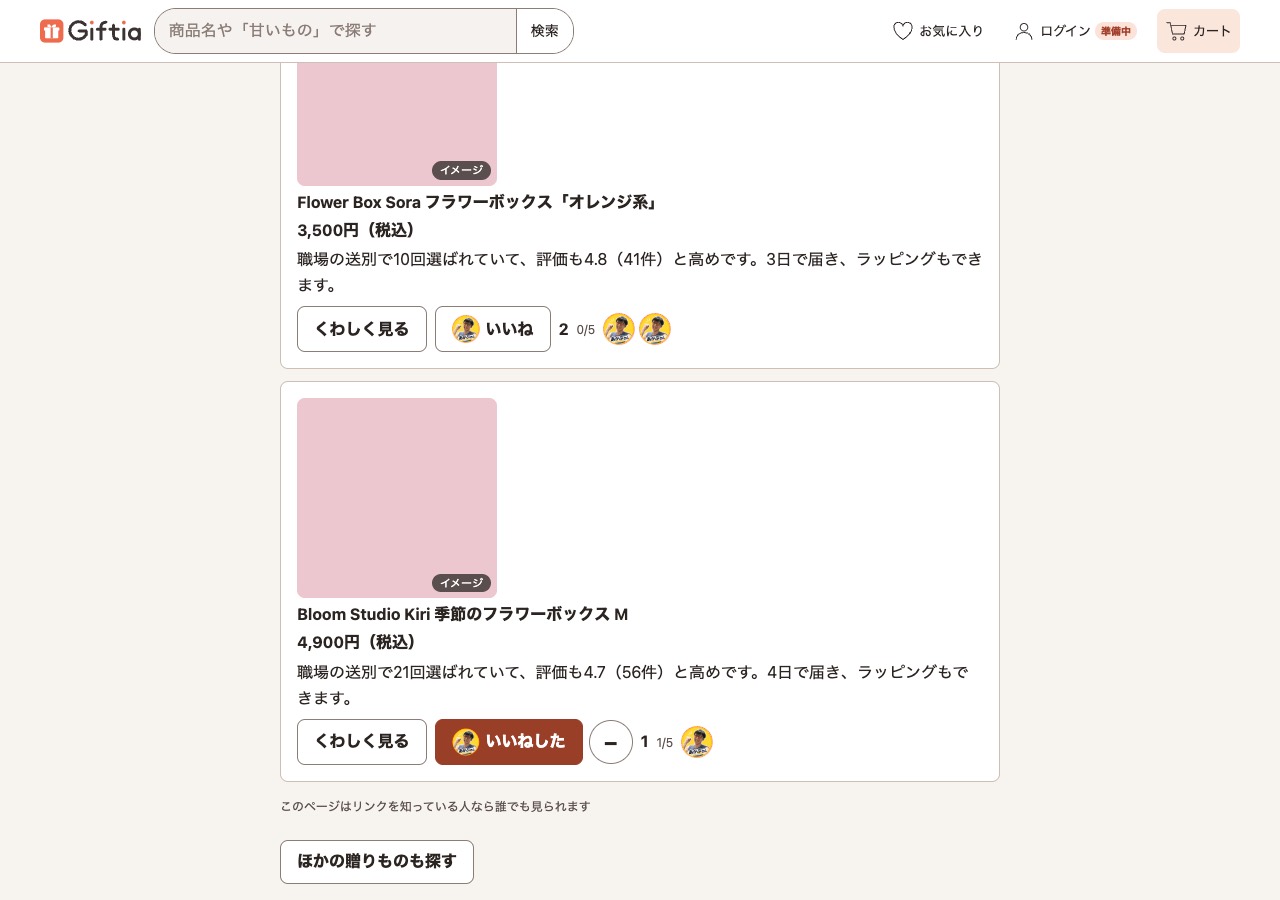 Giftia
商品名や「甘いもの」で探す
検索
お気に入り
ログイン
準備中
カート
イメージ
Flower Box Sora フラワーボックス「オレンジ系」
3,500円（税込）
職場の送別で10回選ばれていて、評価も4.8（41件）と高めです。3日で届き、ラッピングもでき
ます。
くわしく見る
いいね
2
0/5
イメージ
Bloom Studio Kiri 季節のフラワーボックス M
4,900円（税込）
職場の送別で21回選ばれていて、評価も4.7（56件）と高めです。4日で届き、ラッピングもで
きます。
くわしく見る
いいねした
−
1
1/5
このページはリンクを知っている人なら誰でも見られます
ほかの贈りものも探す